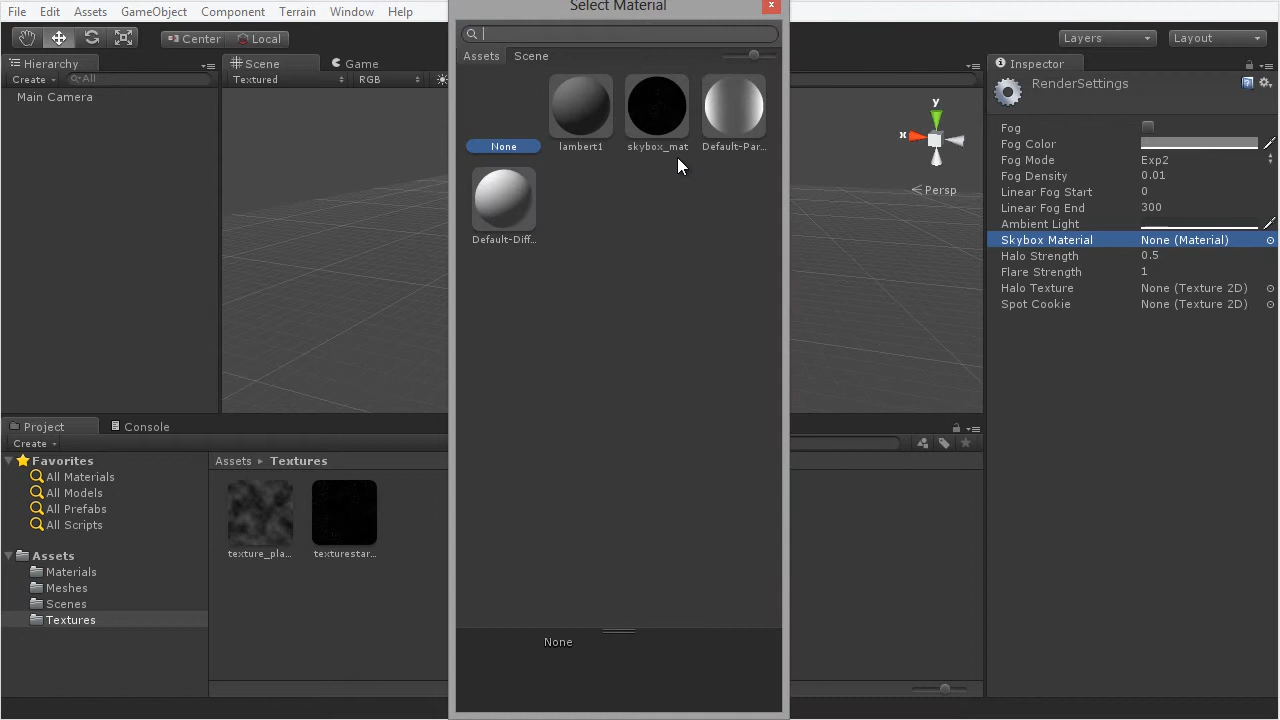 File Edit Assets GameObject Component Terrain Window Help
Select Material
Center Local
Layers Layout
Hierarchy
Create All
Main Camera
Scene Game
Textured RGB
Assets Scene
None lambert1 skybox_mat Default-Par...
Default-Diff...
None
y
x
Persp
Inspector
RenderSettings
Fog
Fog Color
Fog Mode Exp2
Fog Density 0.01
Linear Fog Start 0
Linear Fog End 300
Ambient Light
Skybox Material None (Material)
Halo Strength 0.5
Flare Strength 1
Halo Texture None (Texture 2D)
Spot Cookie None (Texture 2D)
Project Console
Create
Favorites
All Materials
All Models
All Prefabs
All Scripts
Assets
Materials
Meshes
Scenes
Textures
Assets Textures
texture_pla... texturestar...